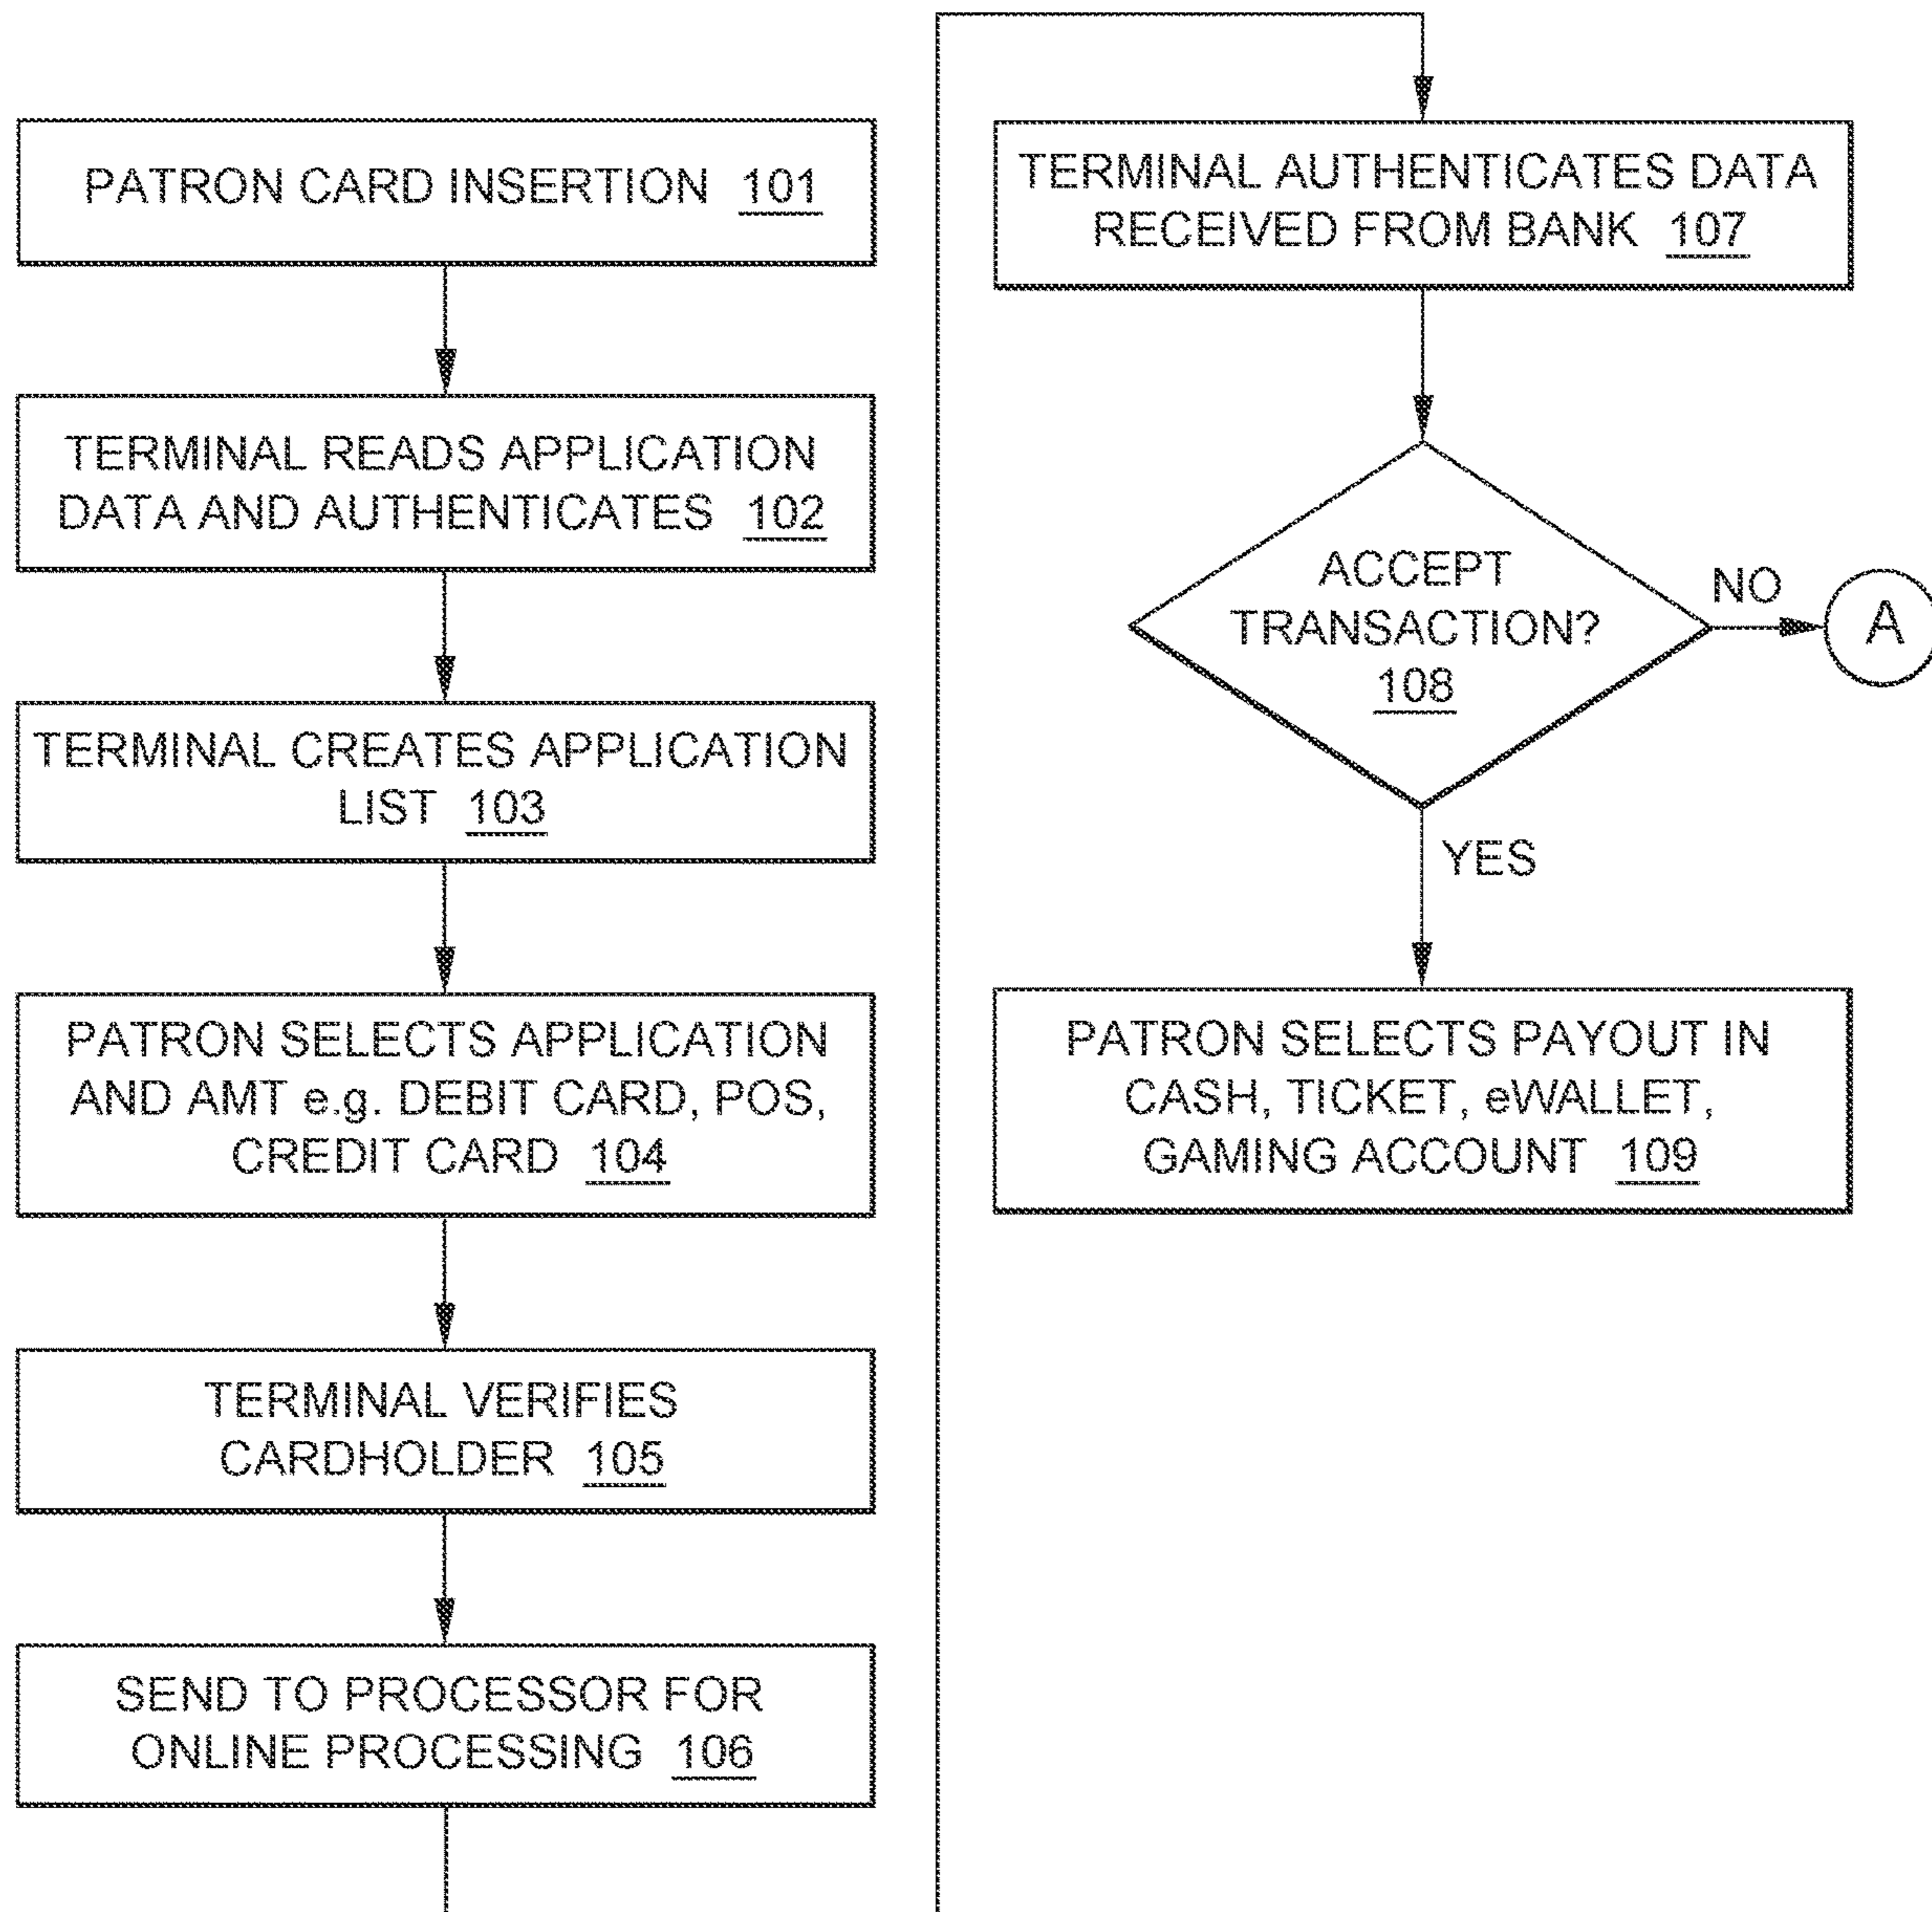 PATRON CARD INSERTION 101
TERMINAL READS APPLICATION
DATA AND AUTHENTICATES 102
TERMINAL CREATES APPLICATION
LIST 103
PATRON SELECTS APPLICATION
AND AMT e.g. DEBIT CARD, POS,
CREDIT CARD 104
TERMINAL VERIFIES
CARDHOLDER 105
SEND TO PROCESSOR FOR
ONLINE PROCESSING 106
TERMINAL AUTHENTICATES DATA
RECEIVED FROM BANK 107
ACCEPT
TRANSACTION?
108
NO
A
YES
PATRON SELECTS PAYOUT IN
CASH, TICKET, eWALLET,
GAMING ACCOUNT 109